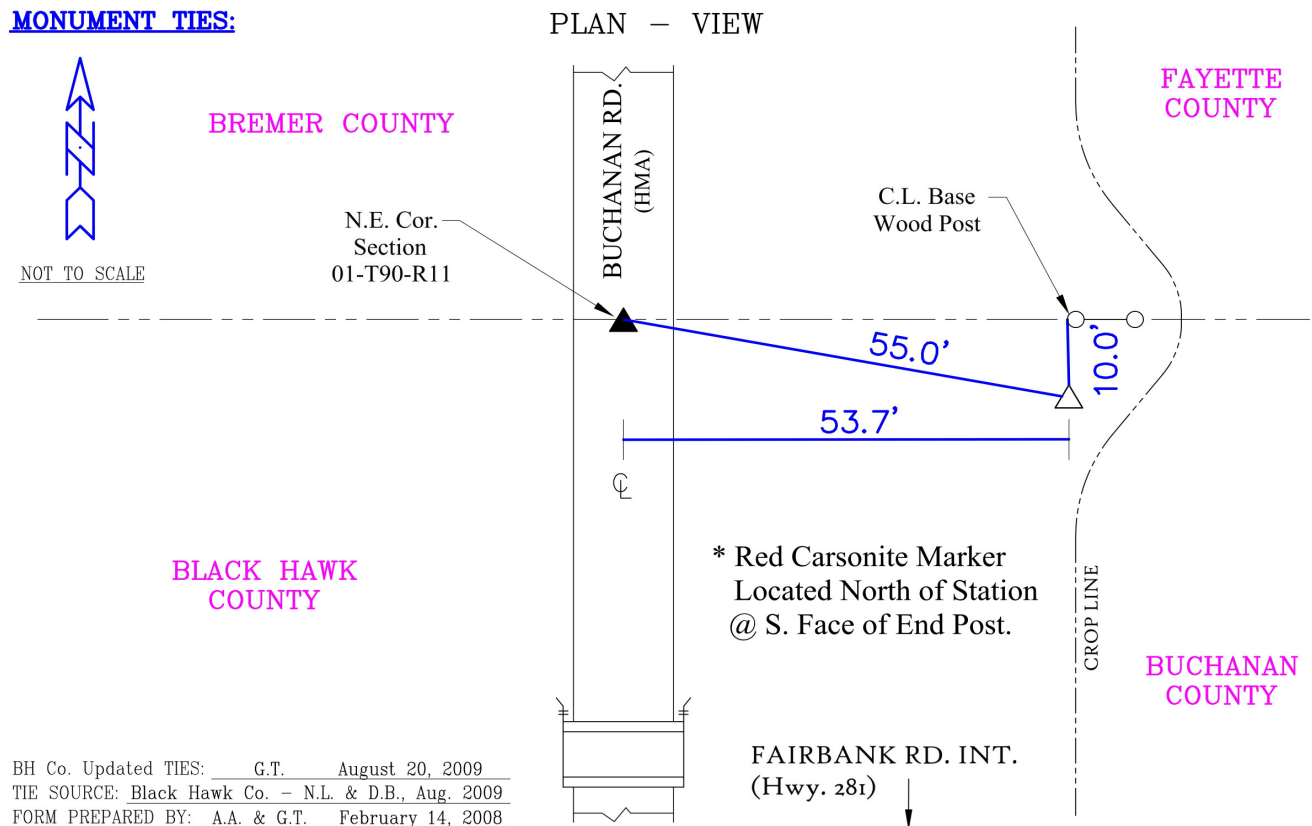 MONUMENT TIES:
PLAN – VIEW
N
NOT TO SCALE
BREMER COUNTY
FAYETTE
COUNTY
BUCHANAN RD.
(HMA)
N.E. Cor.
Section
01-T90-R11
C.L. Base
Wood Post
55.0'
10.0'
53.7'
CL
* Red Carsonite Marker
Located North of Station
@ S. Face of End Post.
BLACK HAWK
COUNTY
CROP LINE
BUCHANAN
COUNTY
FAIRBANK RD. INT.
(Hwy. 281)
BH Co. Updated TIES: G.T. August 20, 2009
TIE SOURCE: Black Hawk Co. – N.L. & D.B., Aug. 2009
FORM PREPARED BY: A.A. & G.T. February 14, 2008